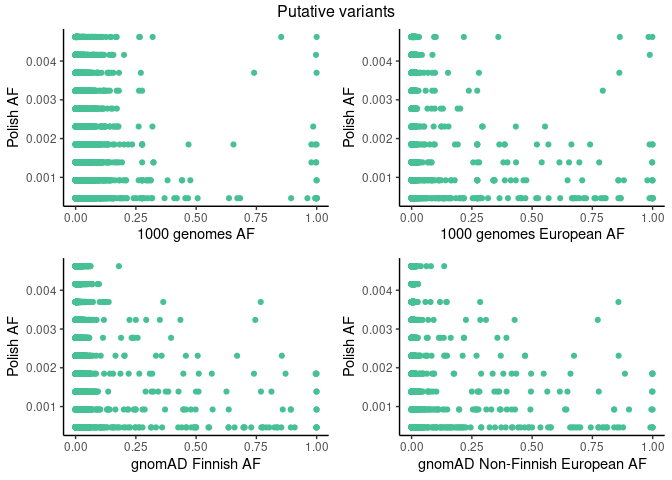 Putative variants
Polish AF
0.004
0.003
0.002
0.001
0.00 0.25 0.50 0.75 1.00
1000 genomes AF
Polish AF
0.004
0.003
0.002
0.001
0.00 0.25 0.50 0.75 1.00
1000 genomes European AF
Polish AF
0.004
0.003
0.002
0.001
0.00 0.25 0.50 0.75 1.00
gnomAD Finnish AF
Polish AF
0.004
0.003
0.002
0.001
0.00 0.25 0.50 0.75 1.00
gnomAD Non-Finnish European AF